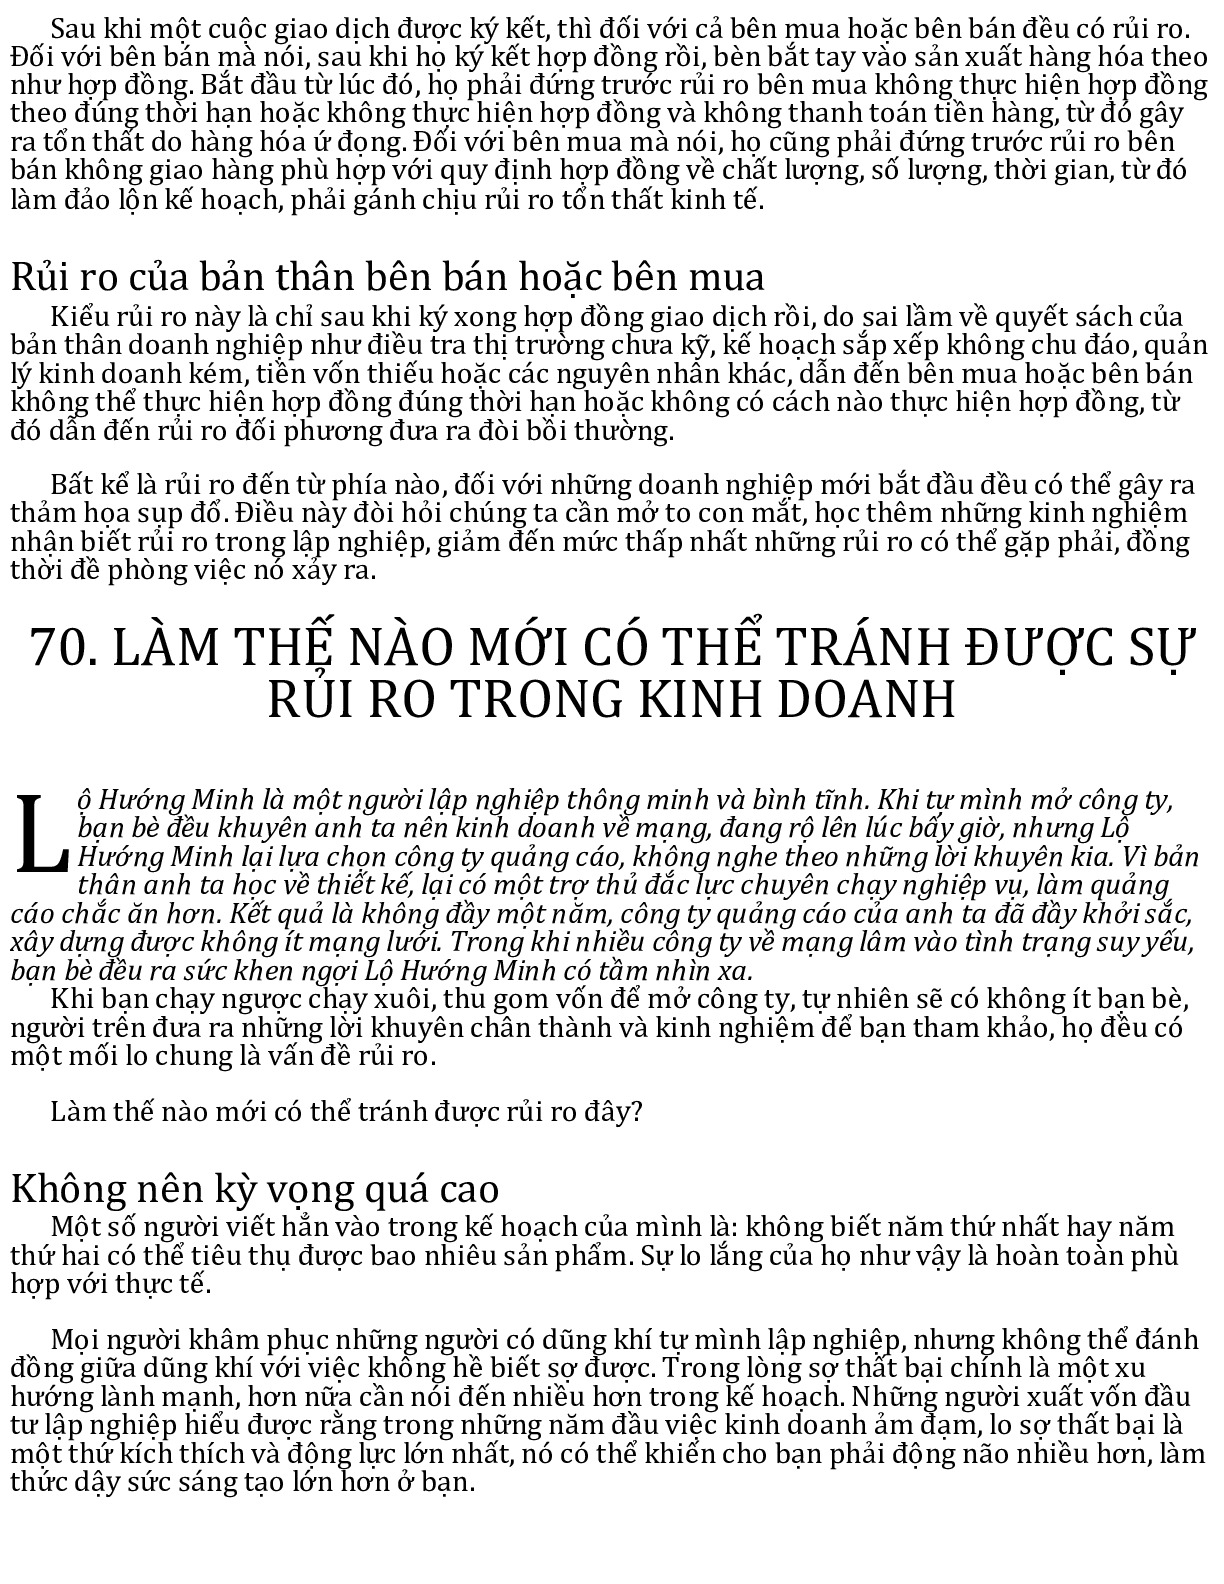 Sau khi một cuộc giao dịch được ký kết, thì đối với cả bên mua hoặc bên bán đều có rủi ro.
Đối với bên bán mà nói, sau khi họ ký kết hợp đồng rồi, bèn bắt tay vào sản xuất hàng hóa theo
như hợp đồng. Bắt đầu từ lúc đó, họ phải đứng trước rủi ro bên mua không thực hiện hợp đồng
theo đúng thời hạn hoặc không thực hiện hợp đồng và không thanh toán tiền hàng, từ đó gây
ra tổn thất do hàng hóa ứ đọng. Đối với bên mua mà nói, họ cũng phải đứng trước rủi ro bên
bán không giao hàng phù hợp với quy định hợp đồng về chất lượng, số lượng, thời gian, từ đó
làm đảo lộn kế hoạch, phải gánh chịu rủi ro tổn thất kinh tế.
Rủi ro của bản thân bên bán hoặc bên mua
Kiểu rủi ro này là chỉ sau khi ký xong hợp đồng giao dịch rồi, do sai lầm về quyết sách của
bản thân doanh nghiệp như điều tra thị trường chưa kỹ, kế hoạch sắp xếp không chu đáo, quản
lý kinh doanh kém, tiền vốn thiếu hoặc các nguyên nhân khác, dẫn đến bên mua hoặc bên bán
không thể thực hiện hợp đồng đúng thời hạn hoặc không có cách nào thực hiện hợp đồng, từ
đó dẫn đến rủi ro đối phương đưa ra đòi bồi thường.
Bất kể là rủi ro đến từ phía nào, đối với những doanh nghiệp mới bắt đầu đều có thể gây ra
thảm họa sụp đổ. Điều này đòi hỏi chúng ta cần mở to con mắt, học thêm những kinh nghiệm
nhận biết rủi ro trong lập nghiệp, giảm đến mức thấp nhất những rủi ro có thể gặp phải, đồng
thời đề phòng việc nó xảy ra.
70. LÀM THẾ NÀO MỚI CÓ THỂ TRÁNH ĐƯỢC SỰ
RỦI RO TRONG KINH DOANH
Lộ Hướng Minh là một người lập nghiệp thông minh và bình tĩnh. Khi tự mình mở công ty,
bạn bè đều khuyên anh ta nên kinh doanh về mạng, đang rộ lên lúc bấy giờ, nhưng Lộ
Hướng Minh lại lựa chọn công ty quảng cáo, không nghe theo những lời khuyên kia. Vì bản
thân anh ta học về thiết kế, lại có một trợ thủ đắc lực chuyên chạy nghiệp vụ, làm quảng
cáo chắc ăn hơn. Kết quả là không đầy một năm, công ty quảng cáo của anh ta đã đầy khởi sắc,
xây dựng được không ít mạng lưới. Trong khi nhiều công ty về mạng lâm vào tình trạng suy yếu,
bạn bè đều ra sức khen ngợi Lộ Hướng Minh có tầm nhìn xa.
Khi bạn chạy ngược chạy xuôi, thu gom vốn để mở công ty, tự nhiên sẽ có không ít bạn bè,
người trên đưa ra những lời khuyên chân thành và kinh nghiệm để bạn tham khảo, họ đều có
một mối lo chung là vấn đề rủi ro.
Làm thế nào mới có thể tránh được rủi ro đây?
Không nên kỳ vọng quá cao
Một số người viết hẳn vào trong kế hoạch của mình là: không biết năm thứ nhất hay năm
thứ hai có thể tiêu thụ được bao nhiêu sản phẩm. Sự lo lắng của họ như vậy là hoàn toàn phù
hợp với thực tế.
Mọi người khâm phục những người có dũng khí tự mình lập nghiệp, nhưng không thể đánh
đồng giữa dũng khí với việc không hề biết sợ được. Trong lòng sợ thất bại chính là một xu
hướng lành mạnh, hơn nữa cần nói đến nhiều hơn trong kế hoạch. Những người xuất vốn đầu
tư lập nghiệp hiểu được rằng trong những năm đầu việc kinh doanh ảm đạm, lo sợ thất bại là
một thứ kích thích và động lực lớn nhất, nó có thể khiến cho bạn phải động não nhiều hơn, làm
thức dậy sức sáng tạo lớn hơn ở bạn.